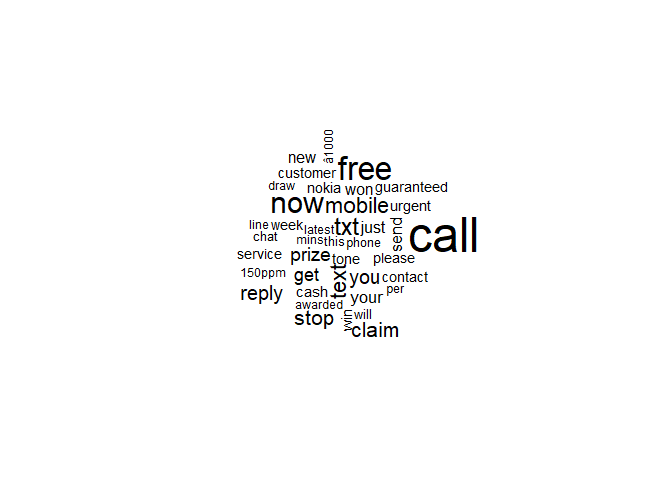 â1000
new
free
customer
draw
nokia
won
guaranteed
now
mobile
urgent
line
week
latest
txt
just
send
call
chat
mins
this
phone
service
prize
tone
please
150ppm
get
text
you
contact
reply
cash
your
per
awarded
stop
win
will
claim